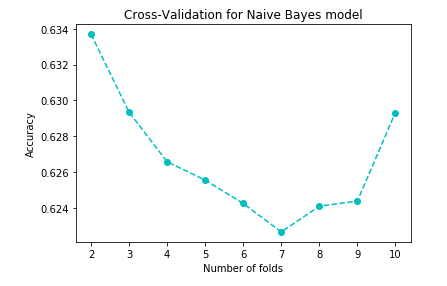 Cross-Validation for Naive Bayes model
0.634
0.632
0.630
0.628
0.626
0.624
Accuracy
2 3 4 5 6 7 8 9 10
Number of folds